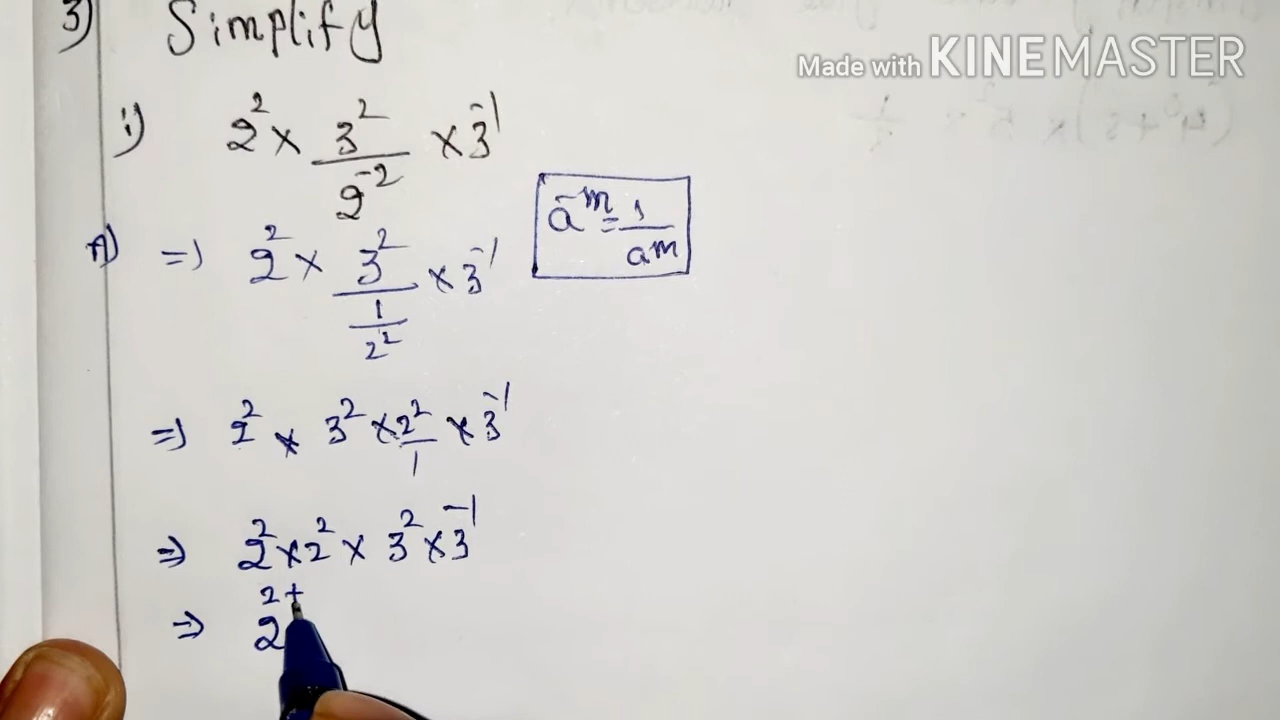 3) Simplify
Made with KINEMASTER
i) 2² × 3²/2⁻² × 3⁻¹
a⁻ᵐ = 1/aᵐ
n) => 2² × 3²/(1/2²) × 3⁻¹
=> 2² × 3² × 2²/1 × 3⁻¹
=> 2² × 2² × 3² × 3⁻¹
=> 2²⁺